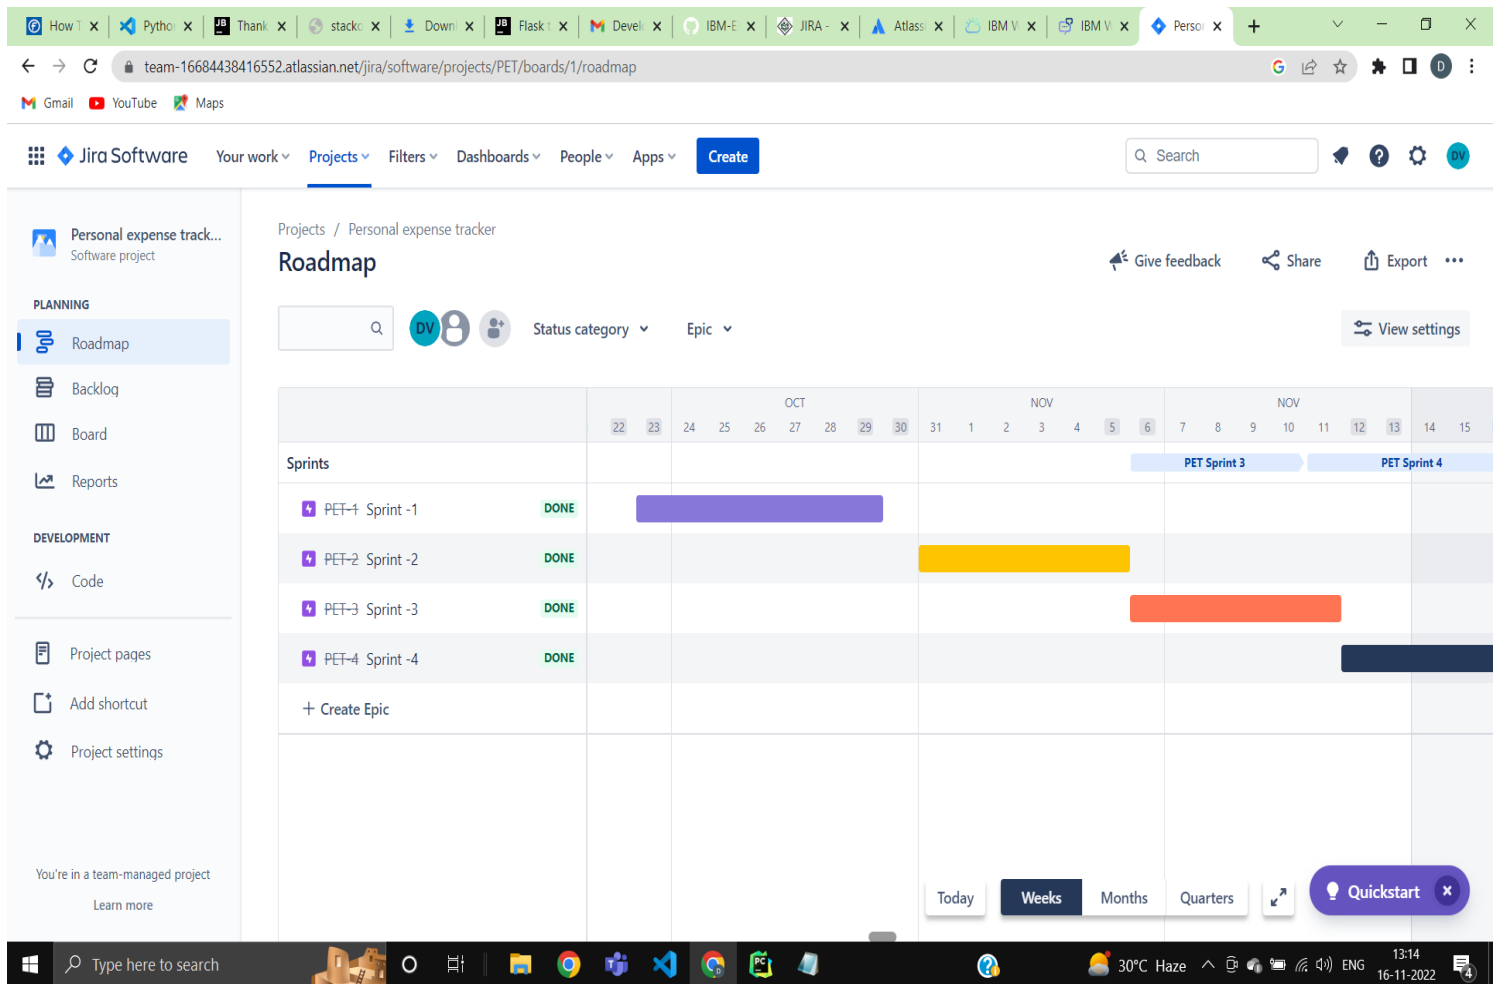 How T
Pythor
Thank
stacko
Downl
Flask t
Develo
IBM-E
JIRA -
Atlass
IBM W
IBM W
Person
team-16684438416552.atlassian.net/jira/software/projects/PET/boards/1/roadmap
Gmail YouTube Maps
Jira Software Your work Projects Filters Dashboards People Apps Create Search DV
Personal expense track...
Software project
PLANNING
Roadmap
Backlog
Board
Reports
DEVELOPMENT
Code
Project pages
Add shortcut
Project settings
You're in a team-managed project
Learn more
Projects / Personal expense tracker
Roadmap
Give feedback Share Export
DV Status category Epic View settings
OCT NOV NOV
22 23 24 25 26 27 28 29 30 31 1 2 3 4 5 6 7 8 9 10 11 12 13 14 15
Sprints PET Sprint 3 PET Sprint 4
PET-1 Sprint -1 DONE
PET-2 Sprint -2 DONE
PET-3 Sprint -3 DONE
PET-4 Sprint -4 DONE
+ Create Epic
Today Weeks Months Quarters Quickstart
Type here to search 30°C Haze ENG 13:14
16-11-2022 4